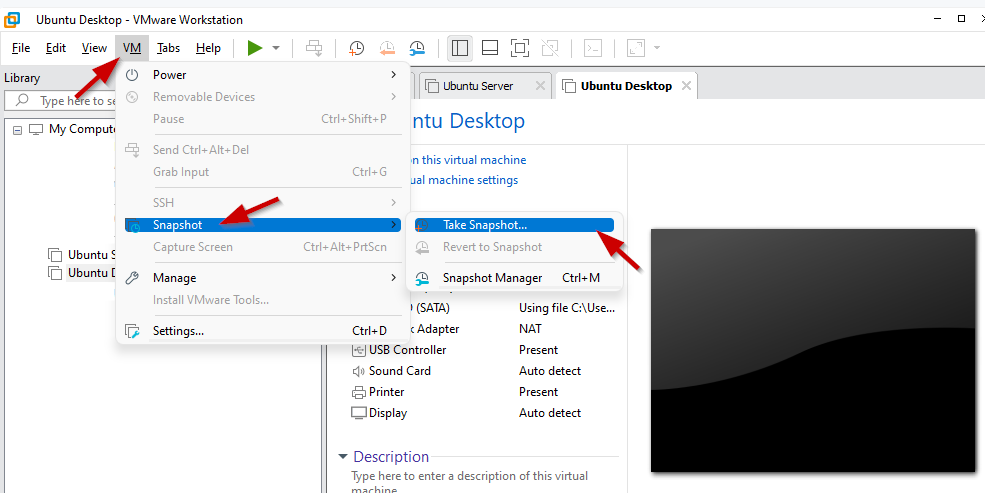 Ubuntu Desktop - VMware Workstation
File Edit View VM Tabs Help
Library
Type here to se
My Compute
Ubuntu S
Ubuntu D
Power
Removable Devices
Pause Ctrl+Shift+P
Send Ctrl+Alt+Del
Grab Input Ctrl+G
SSH
Snapshot
Capture Screen Ctrl+Alt+PrtScn
Manage
Install VMware Tools...
Settings... Ctrl+D
Take Snapshot...
Revert to Snapshot
Snapshot Manager Ctrl+M
Ubuntu Server
Ubuntu Desktop
ntu Desktop
on this virtual machine
ual machine settings
(SATA) Using file C:\Use...
k Adapter NAT
USB Controller Present
Sound Card Auto detect
Printer Present
Display Auto detect
Description
Type here to enter a description of this virtual
machine.